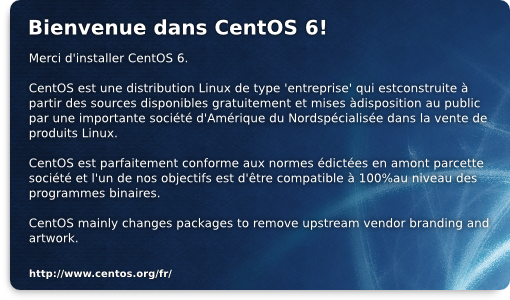 Bienvenue dans CentOS 6!
Merci d'installer CentOS 6.
CentOS est une distribution Linux de type 'entreprise' qui estconstruite à
partir des sources disponibles gratuitement et mises àdisposition au public
par une importante société d'Amérique du Nordspécialisée dans la vente de
produits Linux.
CentOS est parfaitement conforme aux normes édictées en amont parcette
société et l'un de nos objectifs est d'être compatible à 100%au niveau des
programmes binaires.
CentOS mainly changes packages to remove upstream vendor branding and
artwork.
http://www.centos.org/fr/